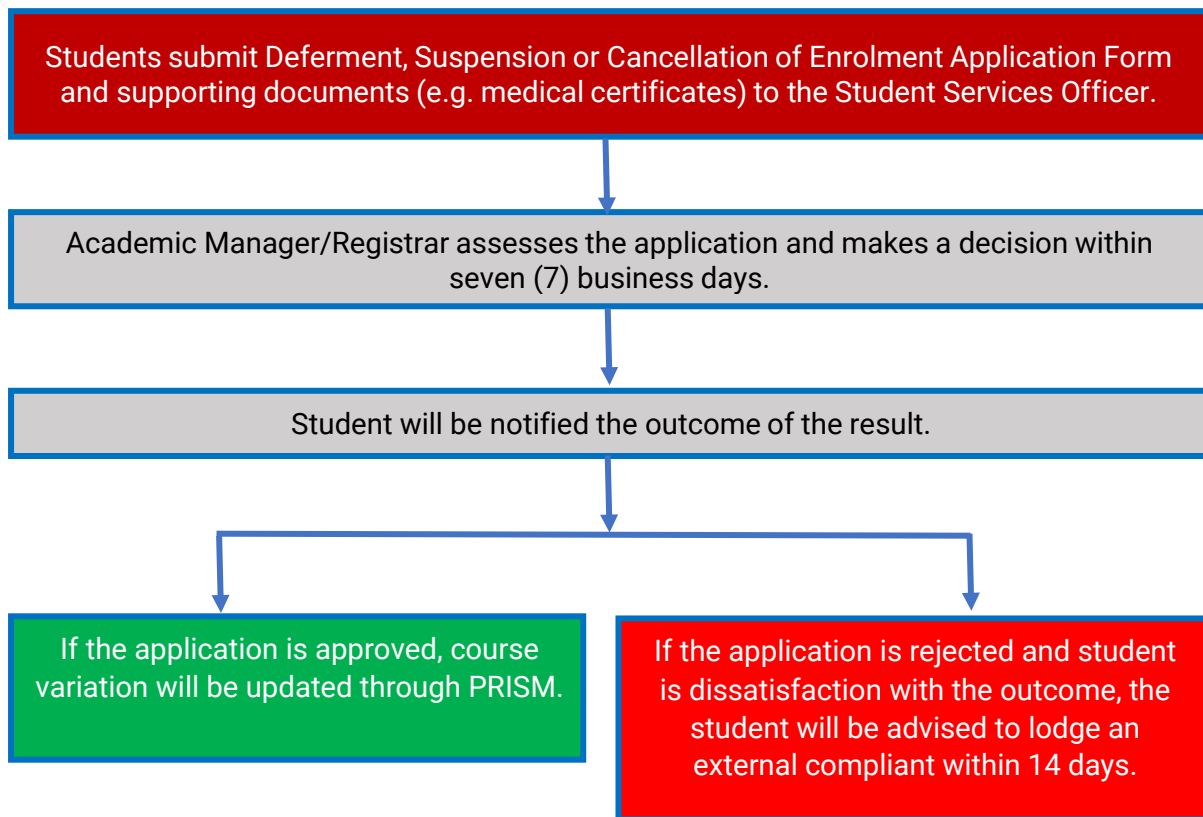 Students submit Deferment, Suspension or Cancellation of Enrolment Application Form
and supporting documents (e.g. medical certificates) to the Student Services Officer.
Academic Manager/Registrar assesses the application and makes a decision within
seven (7) business days.
Student will be notified the outcome of the result.
If the application is approved, course
variation will be updated through PRISM.
If the application is rejected and student
is dissatisfaction with the outcome, the
student will be advised to lodge an
external compliant within 14 days.